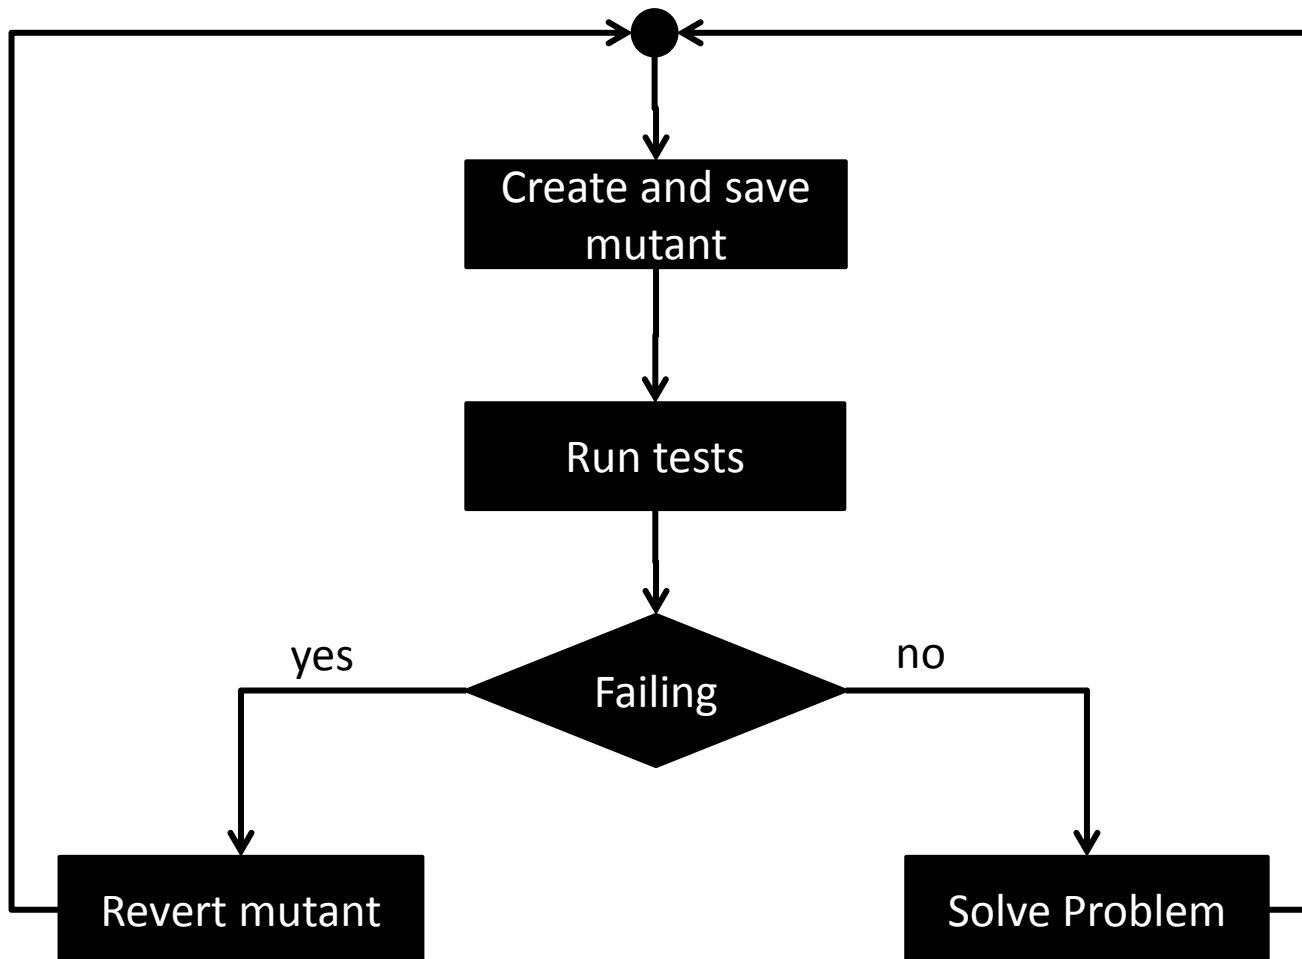 Create and save
mutant
Run tests
yes
no
Failing
Revert mutant
Solve Problem